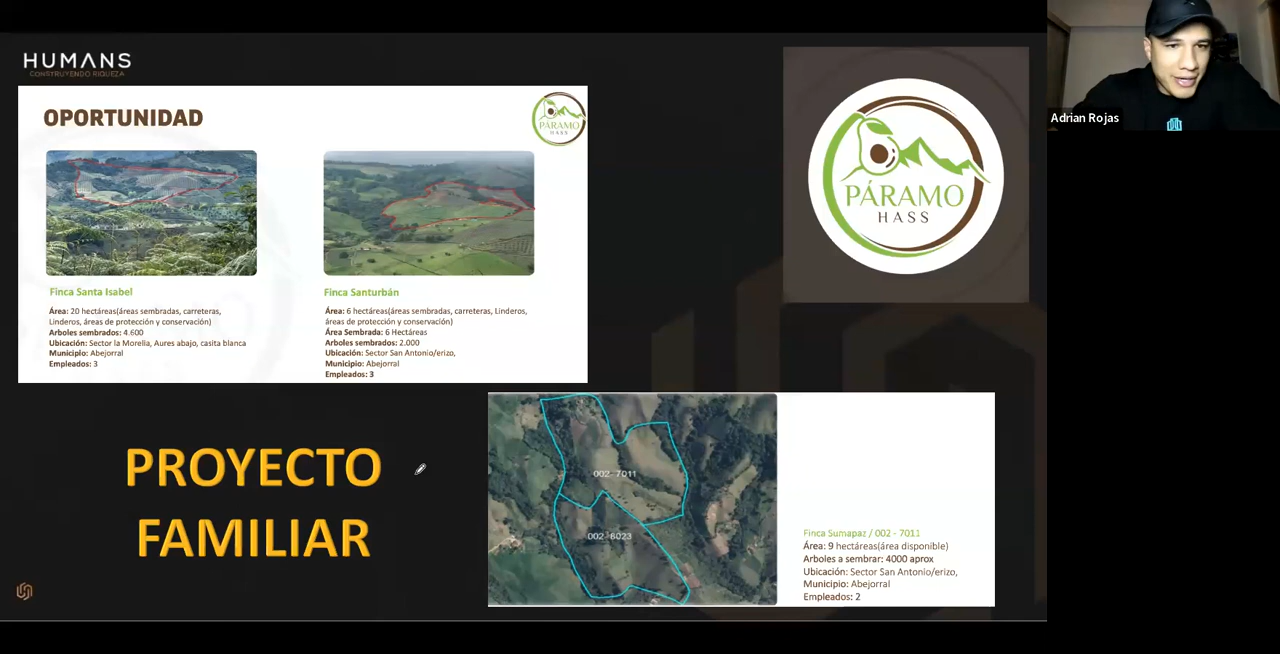 HUMANS
CONSTRUYENDO RIQUEZA
OPORTUNIDAD
PÁRAMO
HASS
Finca Santa Isabel
Área: 20 hectáreas(áreas sembradas, carreteras,
Linderos, áreas de protección y conservación)
Arboles sembrados: 4.600
Ubicación: Sector la Morelia, Aures abajo, casita blanca
Municipio: Abejorral
Empleados: 3
Finca Santurbán
Área: 6 hectáreas(áreas sembradas, carreteras, Linderos,
áreas de protección y conservación)
Área Sembrada: 6 Hectáreas
Arboles sembrados: 2.000
Ubicación: Sector San Antonio/erizo,
Municipio: Abejorral
Empleados: 3
PÁRAMO
HASS
Adrian Rojas
PROYECTO
FAMILIAR
002- 7011
002- 8023
Finca Sumapaz / 002 - 7011
Área: 9 hectáreas(área disponible)
Arboles a sembrar: 4000 aprox
Ubicación: Sector San Antonio/erizo,
Municipio: Abejorral
Empleados: 2